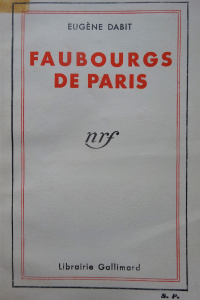 EUGÈNE DABIT
FAUBOURGS
DE PARIS
nrf
Librairie Gallimard
S. P.